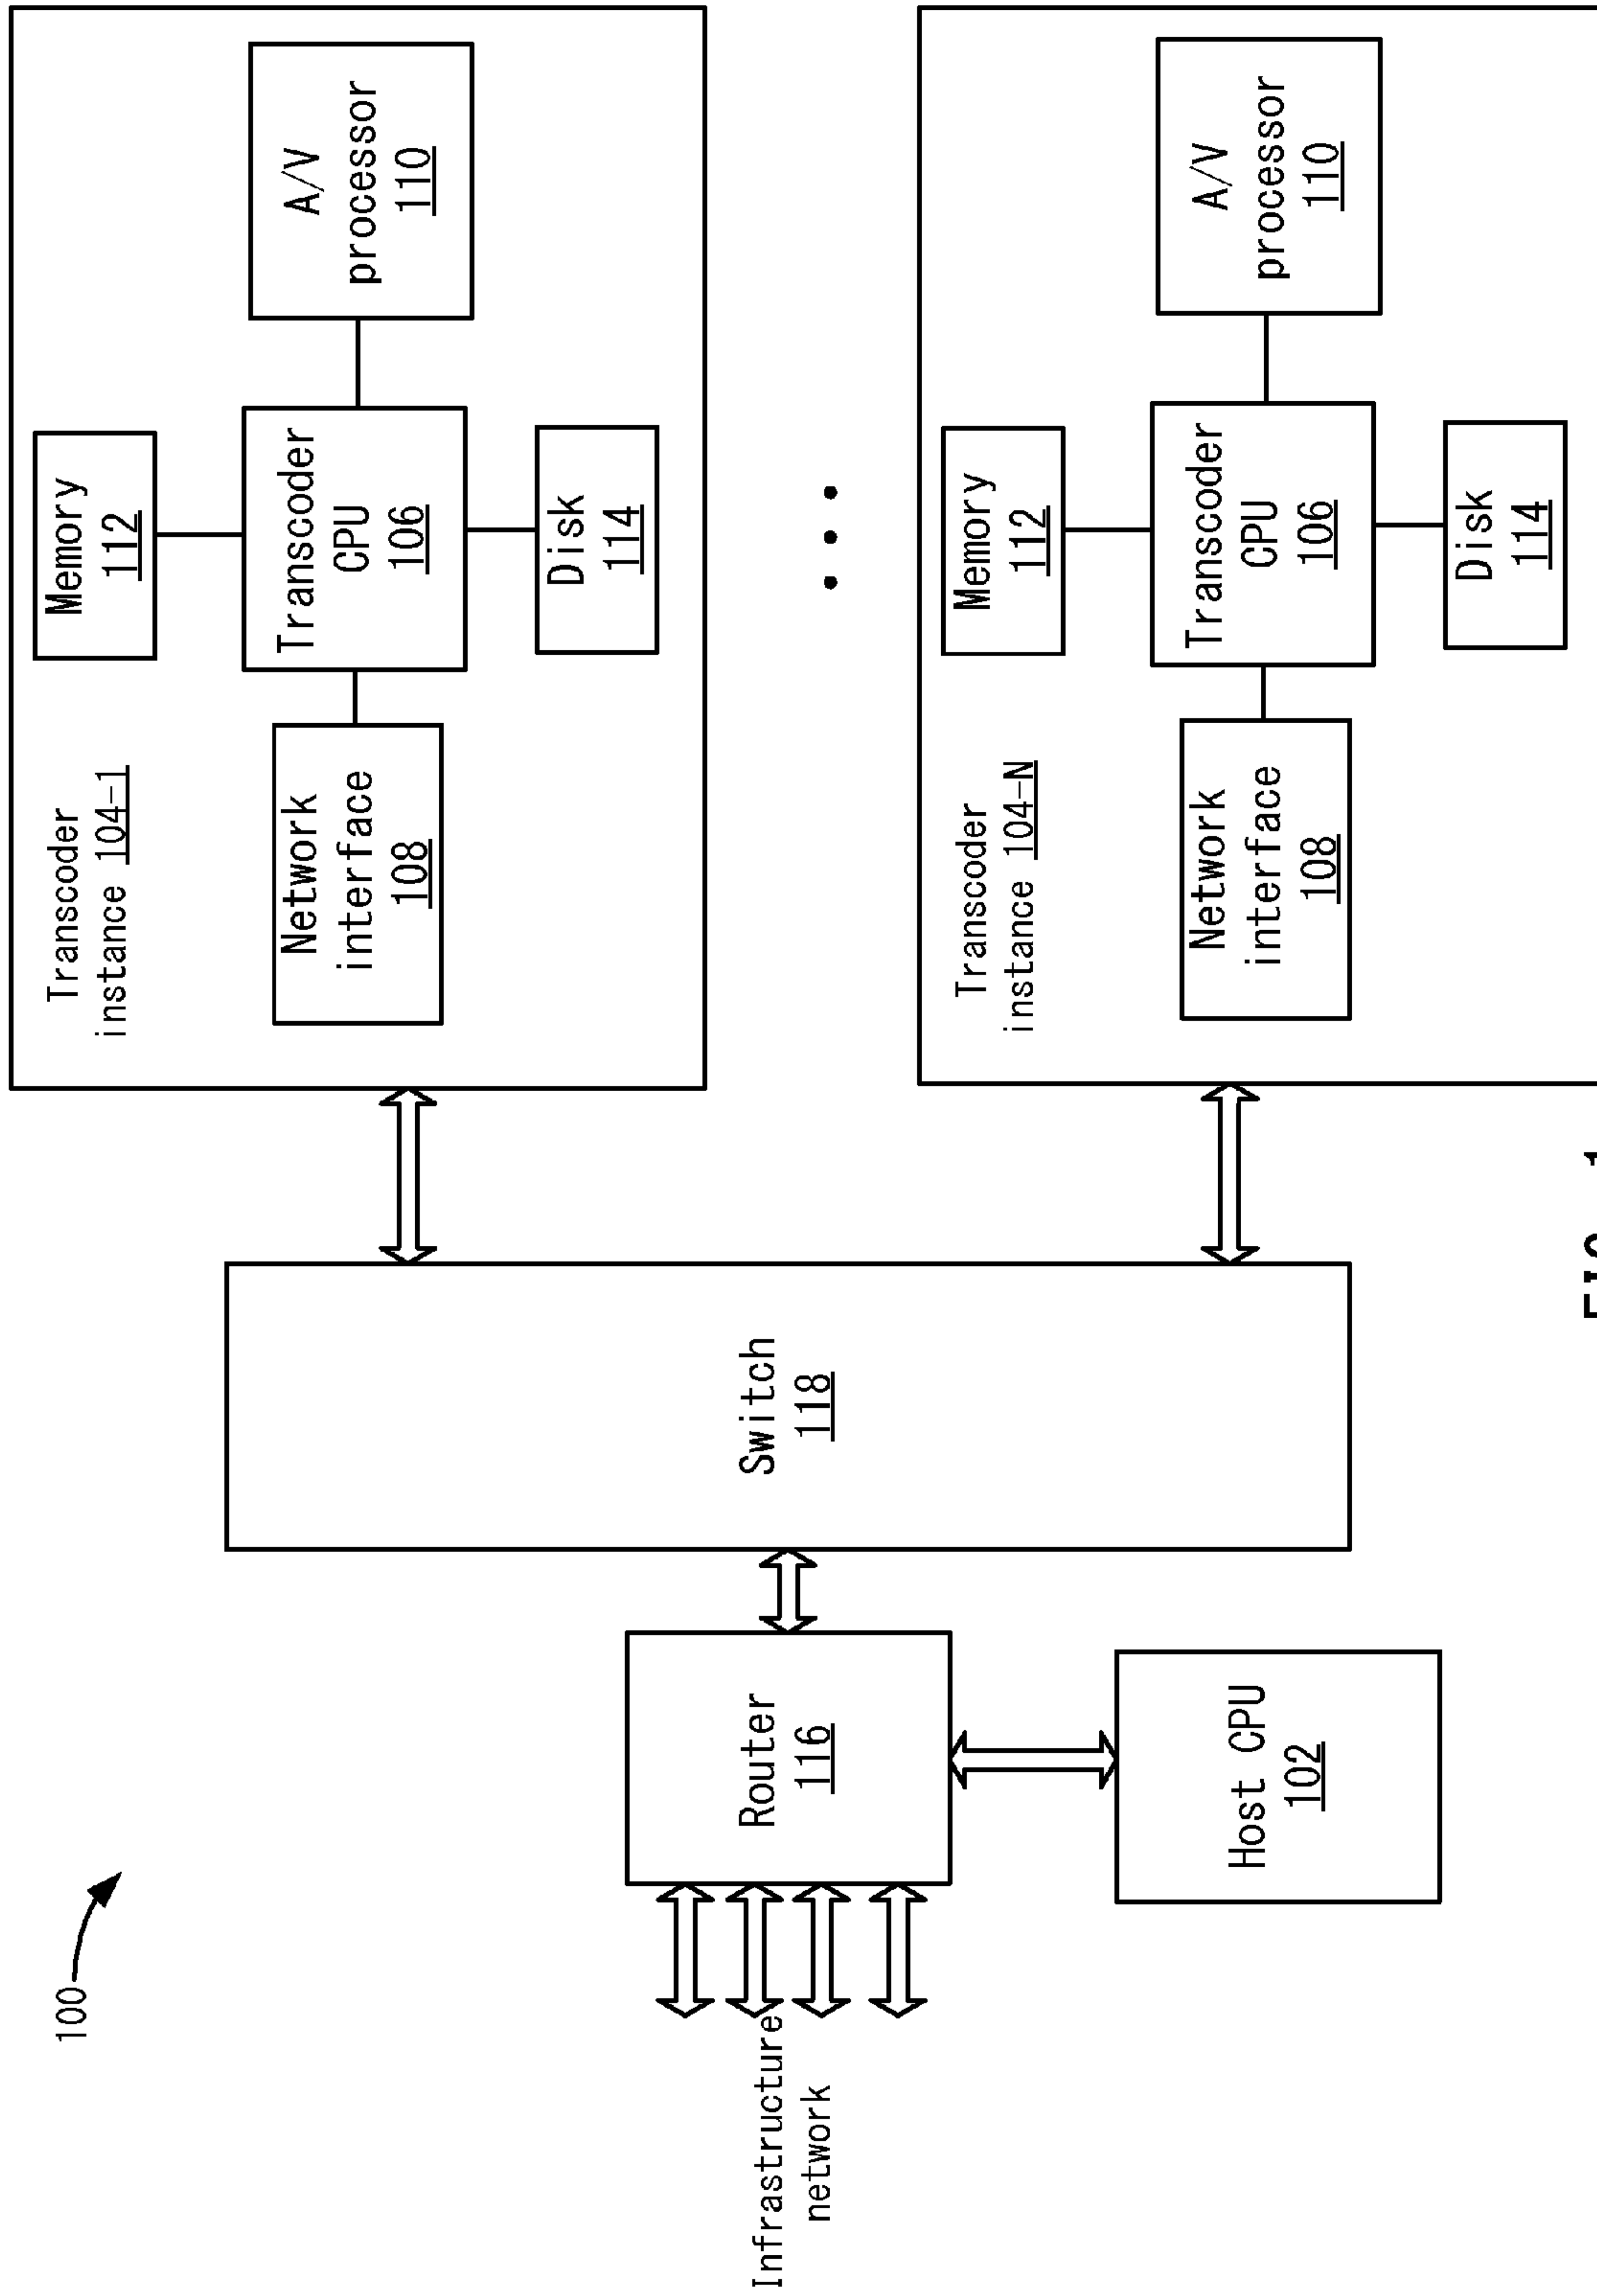 100
Infrastructure
network
Router
116
Host CPU
102
Switch
118
Transcoder
instance 104-1
Network
interface
108
Memory
112
Transcoder
CPU
106
Disk
114
A/V
processor
110
Transcoder
instance 104-N
Network
interface
108
Memory
112
Transcoder
CPU
106
Disk
114
A/V
processor
110